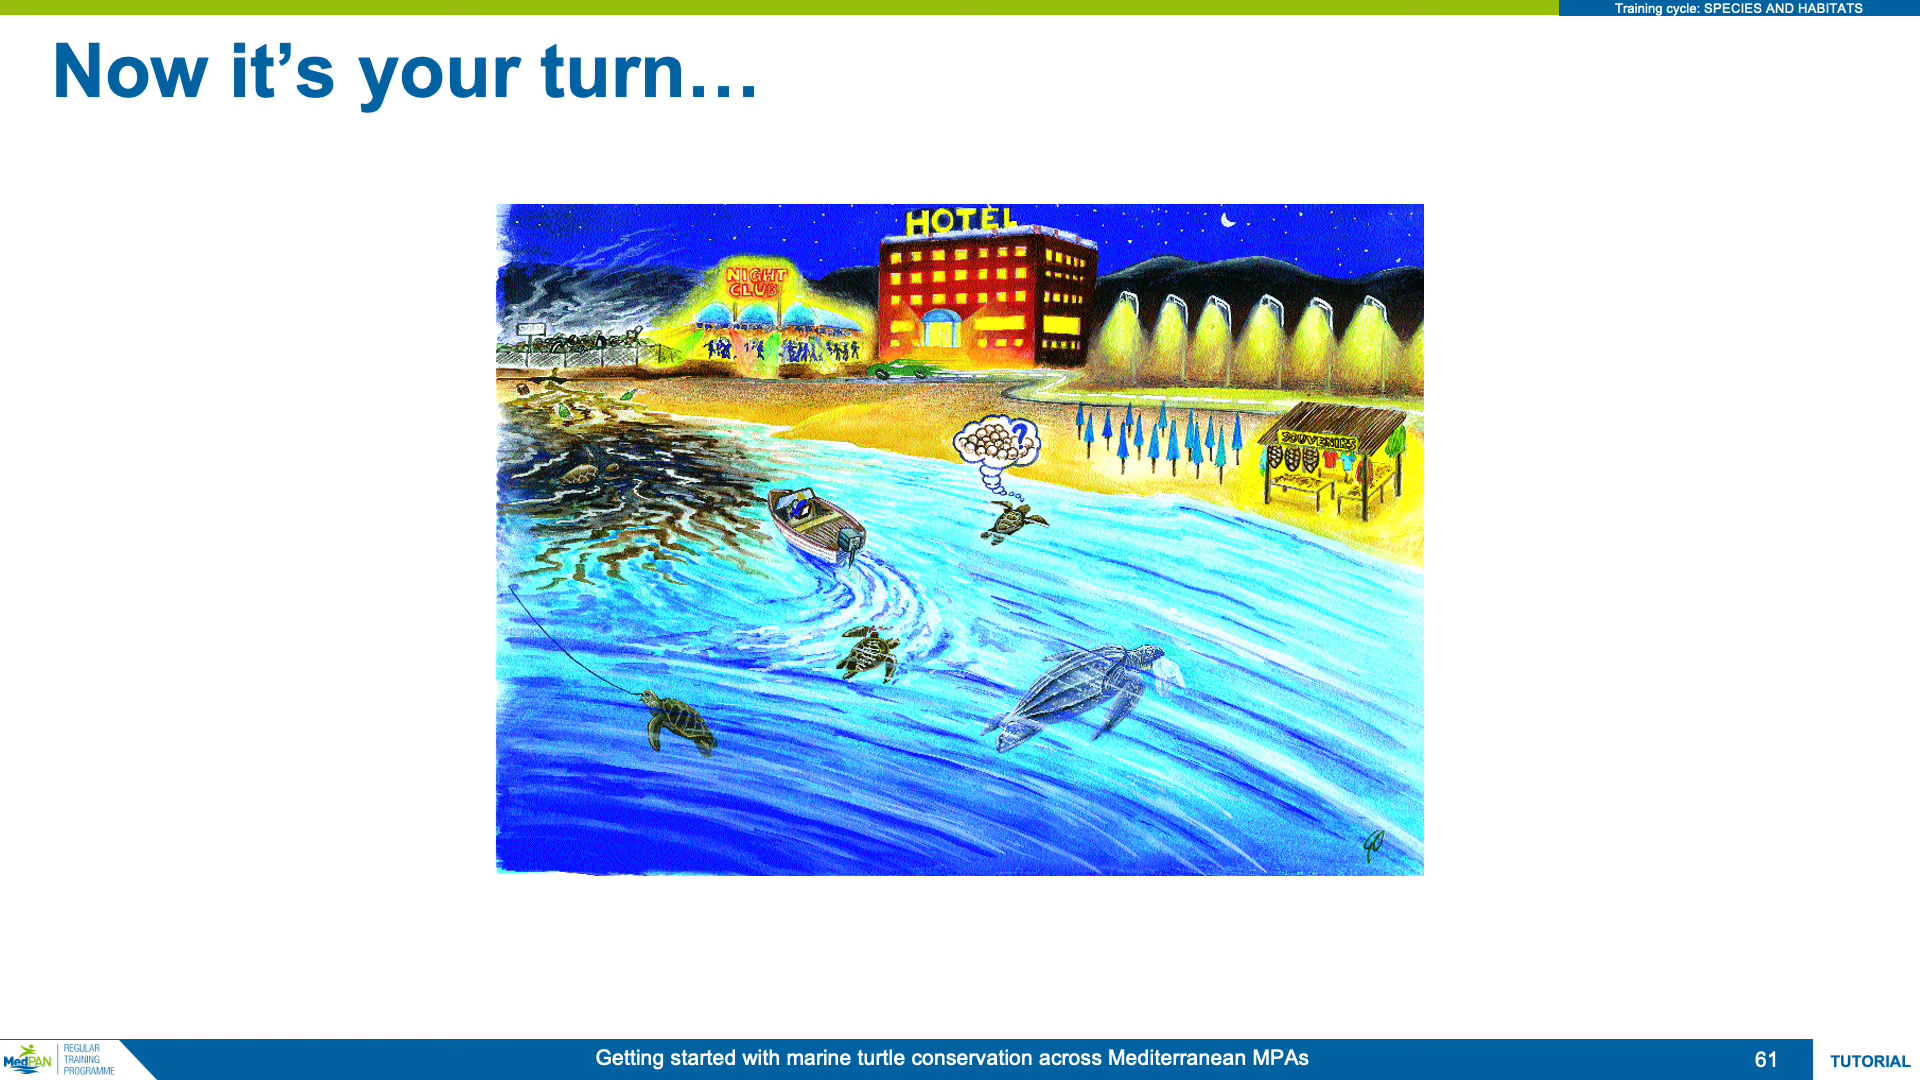 Training cycle: SPECIES AND HABITATS
Now it’s your turn…
HOTEL
NIGHT
CLUB
?
SOUVENIRS
MedPAN
REGULAR
TRAINING
PROGRAMME
Getting started with marine turtle conservation across Mediterranean MPAs
61
TUTORIAL